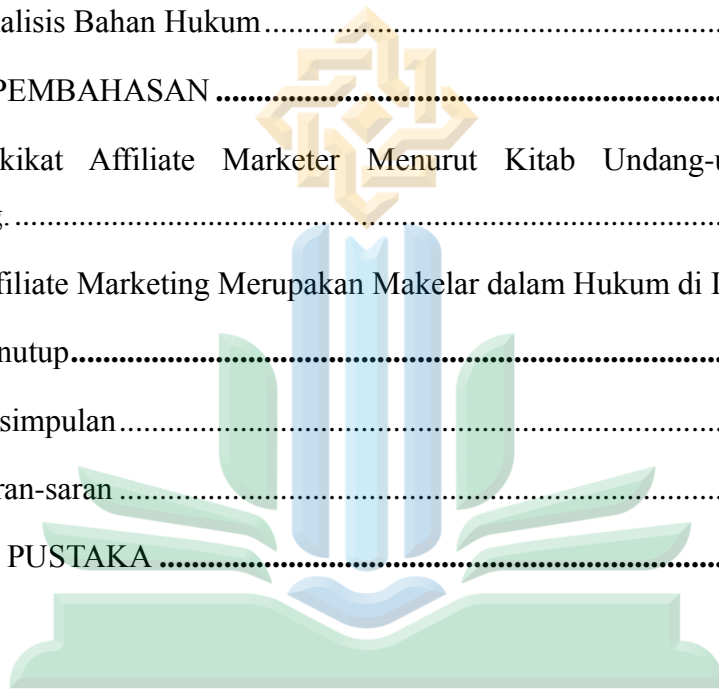 alisis Bahan Hukum
PEMBAHASAN
kikat Affiliate Marketer Menurut Kitab Undang-u
g.
filiate Marketing Merupakan Makelar dalam Hukum di I
nutup
simpulan
ran-saran
PUSTAKA